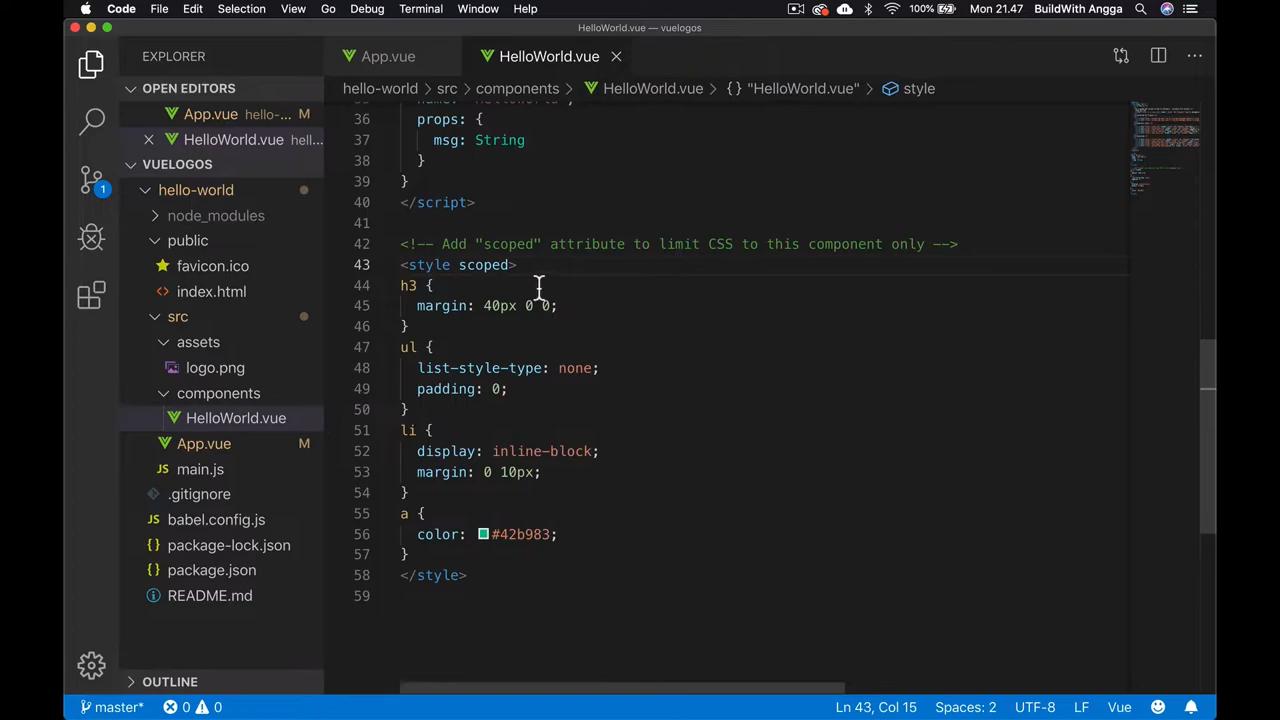 Code File Edit Selection View Go Debug Terminal Window Help 100% Mon 21.47 BuildWith Angga
HelloWorld.vue — vuelogos
EXPLORER
OPEN EDITORS
App.vue hello-... M
HelloWorld.vue hell...
VUELOGOS
hello-world
node_modules
public
favicon.ico
index.html
src
assets
logo.png
components
HelloWorld.vue
App.vue M
main.js
.gitignore
babel.config.js
package-lock.json
package.json
README.md
OUTLINE
1
App.vue HelloWorld.vue
hello-world > src > components > HelloWorld.vue > {} "HelloWorld.vue" > style
36 props: {
37 msg: String
38 }
39 }
40 </script>
41
42 <!-- Add "scoped" attribute to limit CSS to this component only -->
43 <style scoped>
44 h3 {
45 margin: 40px 0 0;
46 }
47 ul {
48 list-style-type: none;
49 padding: 0;
50 }
51 li {
52 display: inline-block;
53 margin: 0 10px;
54 }
55 a {
56 color: #42b983;
57 }
58 </style>
59
master* 0 0 Ln 43, Col 15 Spaces: 2 UTF-8 LF Vue